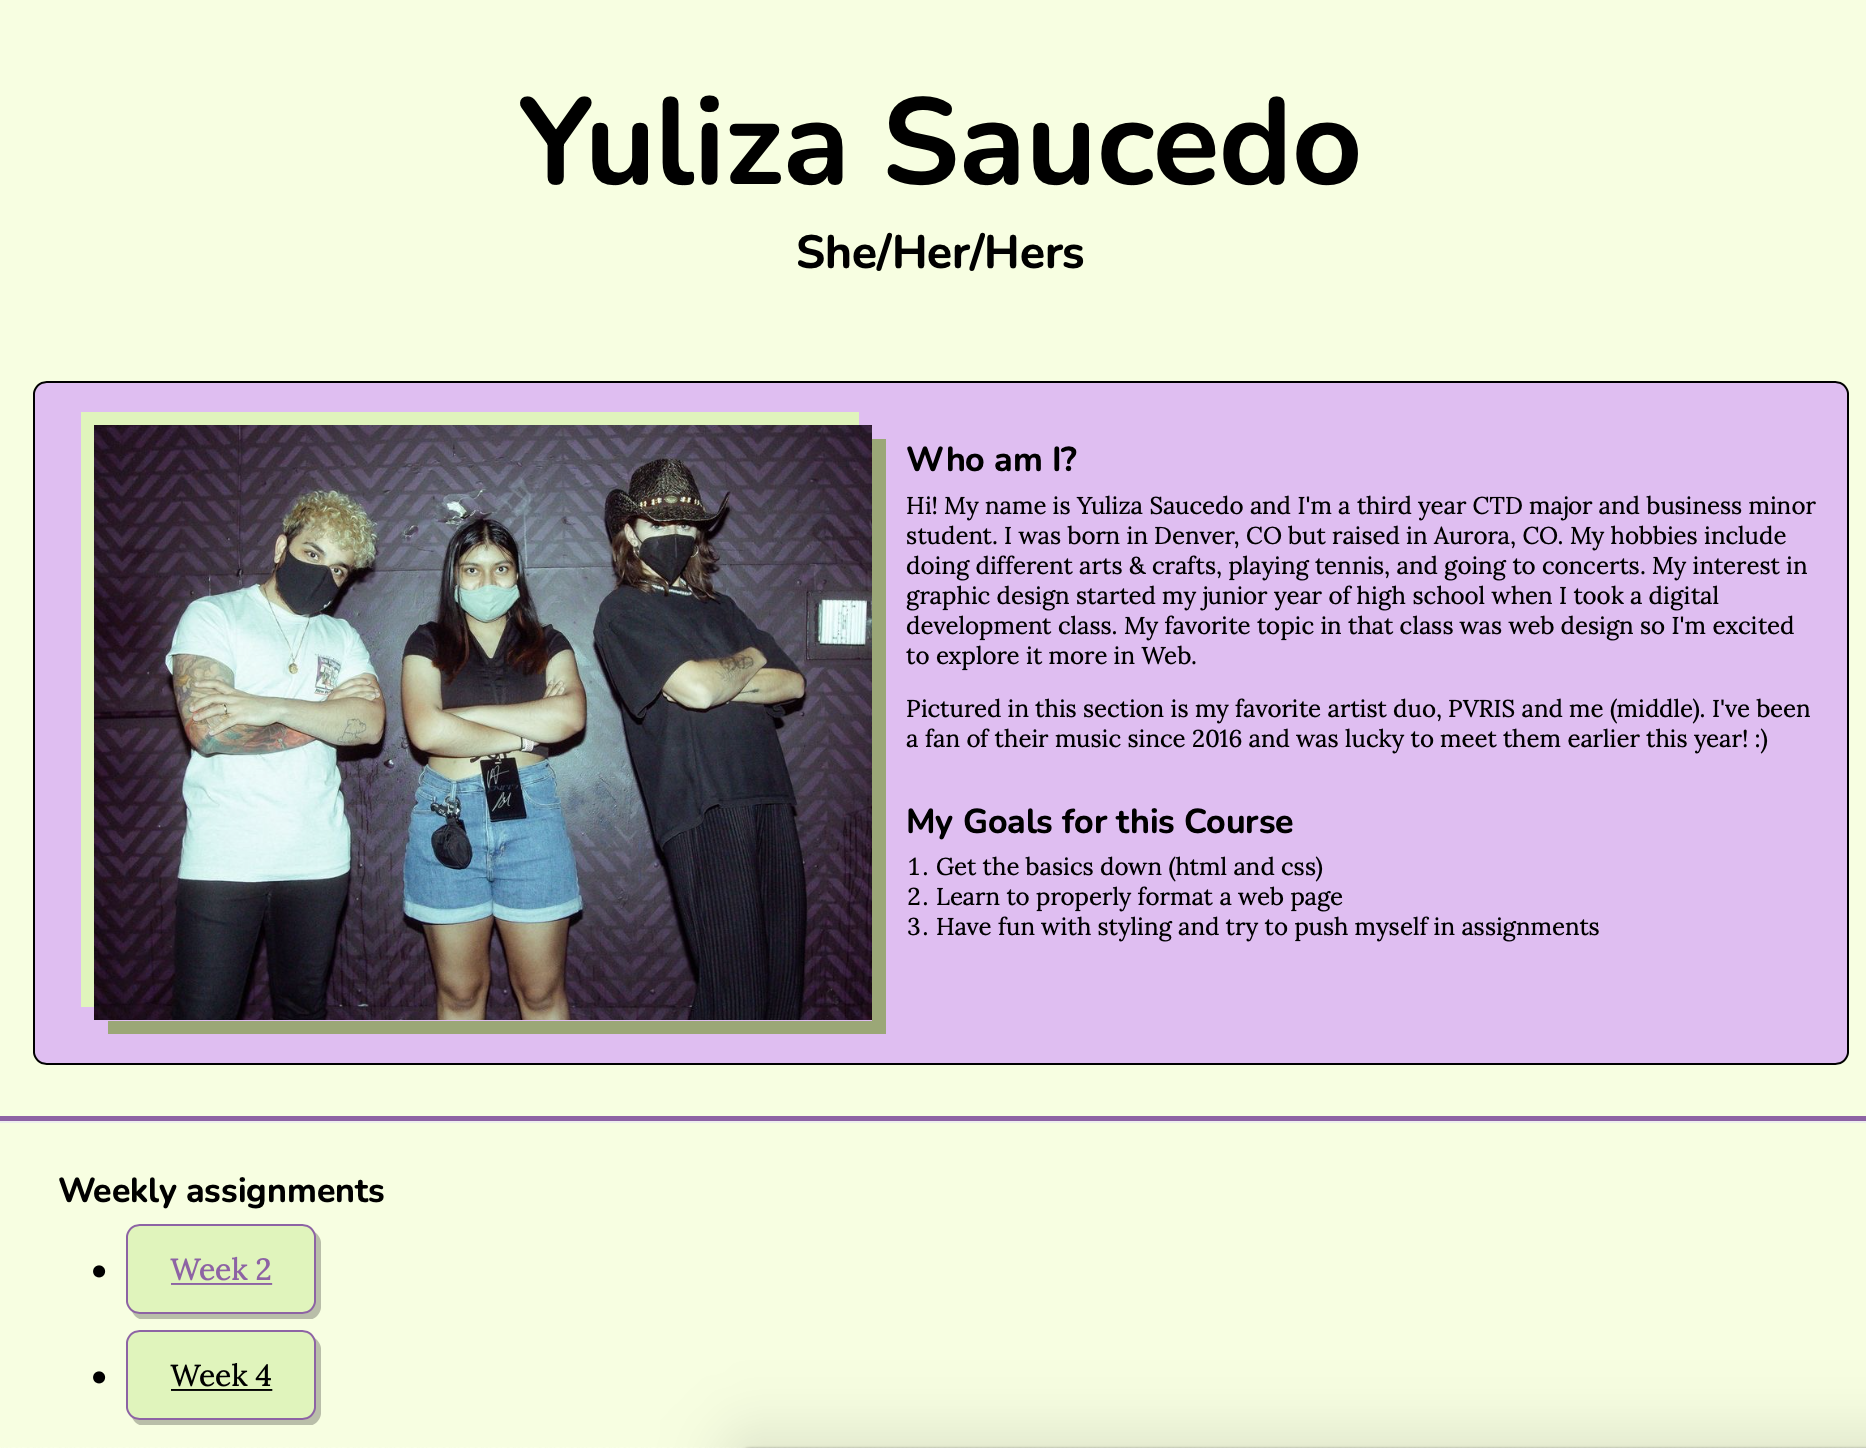 Yuliza Saucedo
She/Her/Hers
Who am I?
Hi! My name is Yuliza Saucedo and I'm a third year CTD major and business minor
student. I was born in Denver, CO but raised in Aurora, CO. My hobbies include
doing different arts & crafts, playing tennis, and going to concerts. My interest in
graphic design started my junior year of high school when I took a digital
development class. My favorite topic in that class was web design so I'm excited
to explore it more in Web.
Pictured in this section is my favorite artist duo, PVRIS and me (middle). I've been
a fan of their music since 2016 and was lucky to meet them earlier this year! :)
My Goals for this Course
1. Get the basics down (html and css)
2. Learn to properly format a web page
3. Have fun with styling and try to push myself in assignments
Weekly assignments
Week 2
Week 4